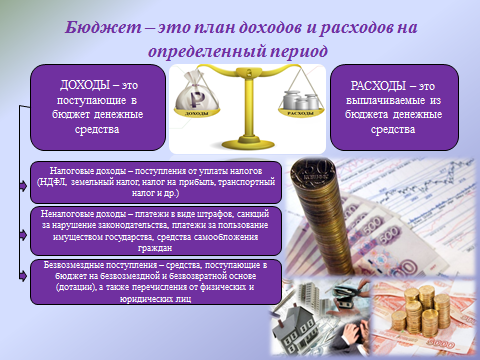 Бюджет – это план доходов и расходов на
определенный период
ДОХОДЫ – это
поступающие в
бюджет денежные
средства
ДОХОДЫ
РАСХОДЫ
РАСХОДЫ – это
выплачиваемые из
бюджета денежные
средства
Налоговые доходы – поступления от уплаты налогов
(НДФЛ, земельный налог, налог на прибыль, транспортный
налог и др.)
Неналоговые доходы – платежи в виде штрафов, санкций
за нарушение законодательства, платежи за пользование
имуществом государства, средства самообложения
граждан
Безвозмездные поступления – средства, поступающие в
бюджет на безвозмездной и безвозвратной основе
(дотации), а также перечисления от физических и
юридических лиц